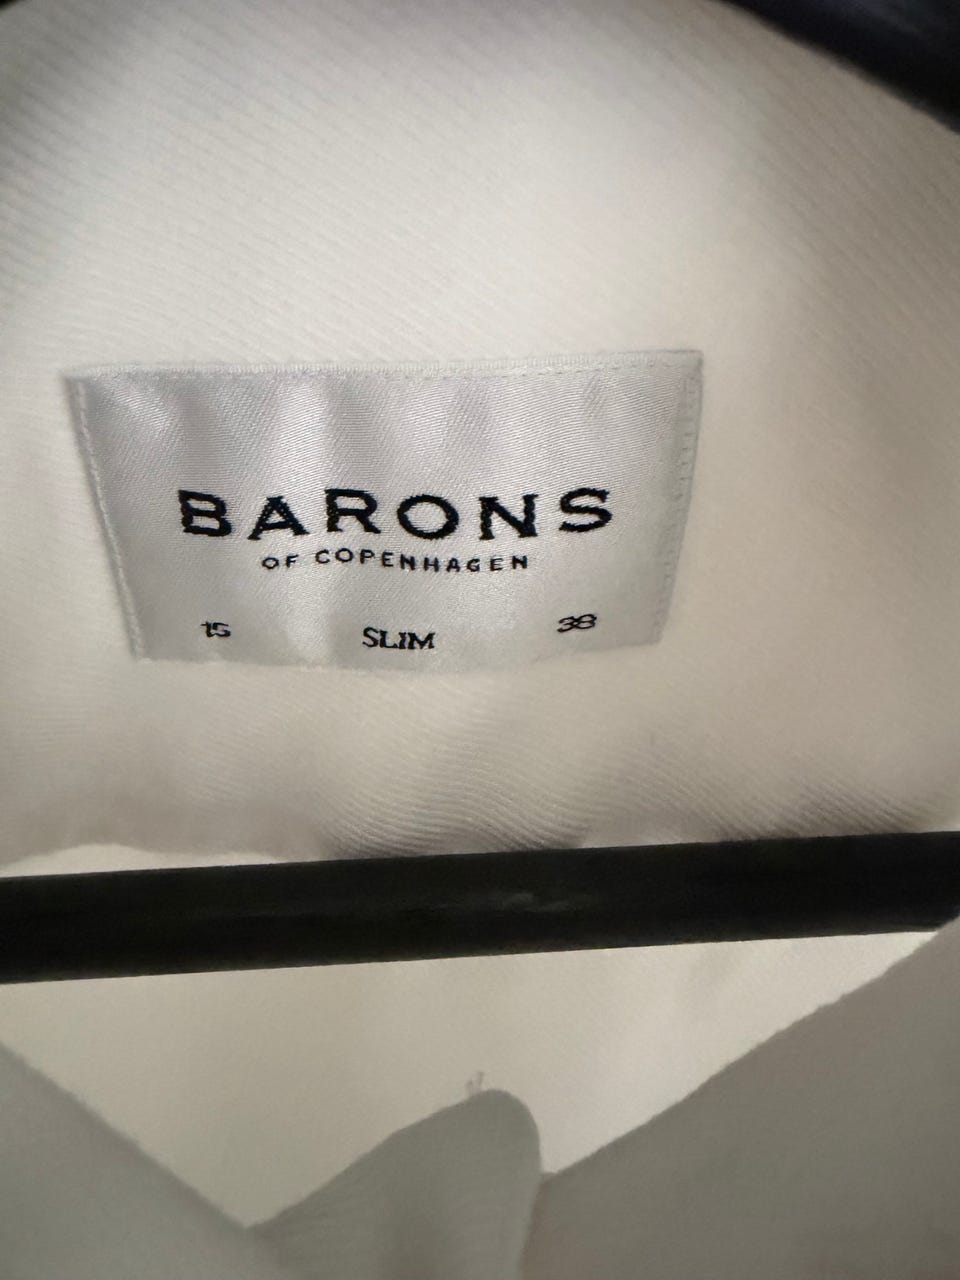 BARONS
OF COPENHAGEN
15 SLIM 38